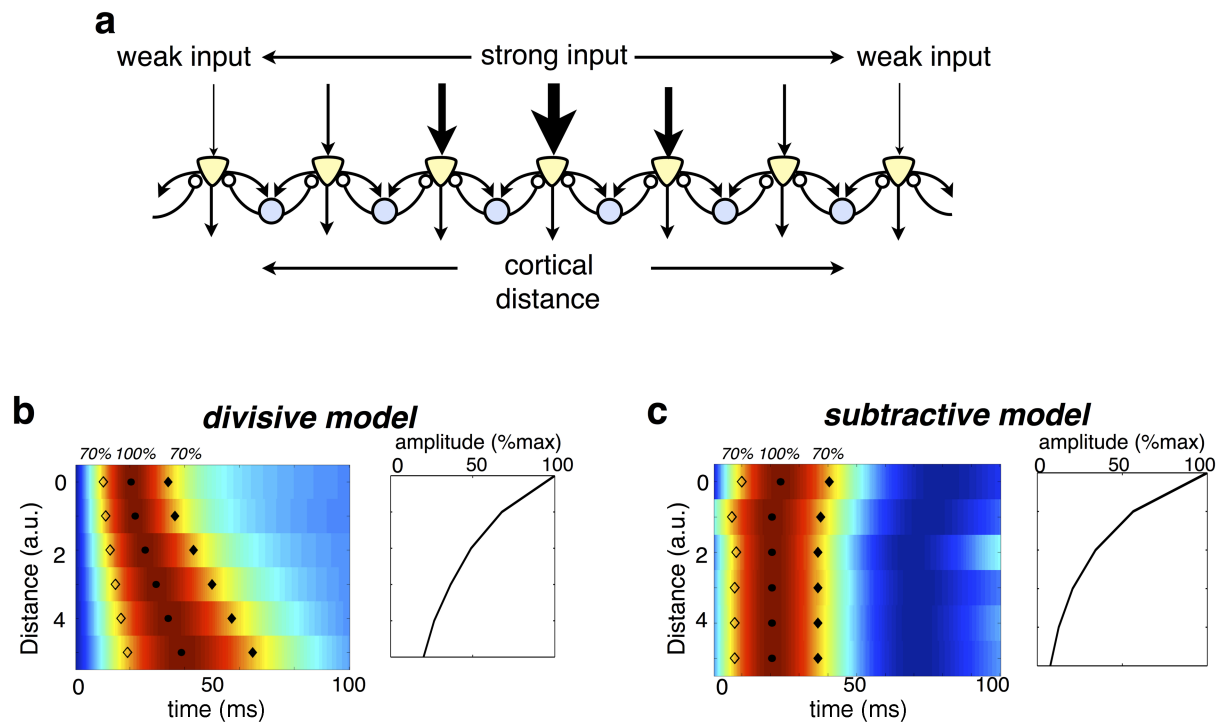 a
weak input
strong input
weak input
cortical
distance
b
divisive model
70% 100% 70%
0
2
4
Distance (a.u.)
0 50 100
time (ms)
amplitude (%max)
0 50 100
c
subtractive model
70% 100% 70%
0
2
4
Distance (a.u.)
0 50 100
time (ms)
amplitude (%max)
0 50 100